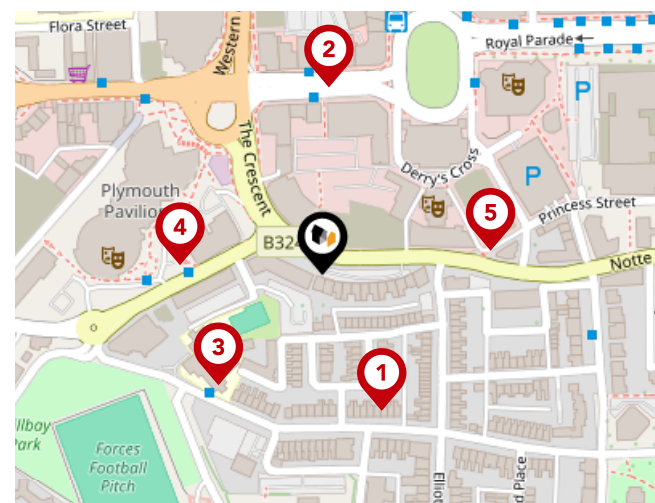 Flora Street
Western
2
Royal Parade
P
The Crescent
Derry's Cross
P
Plymouth
Pavilio
4
5
Princess Street
B324
Notte
3
1
llbay
Park
Forces
Football
Pitch
Elliot
d Place